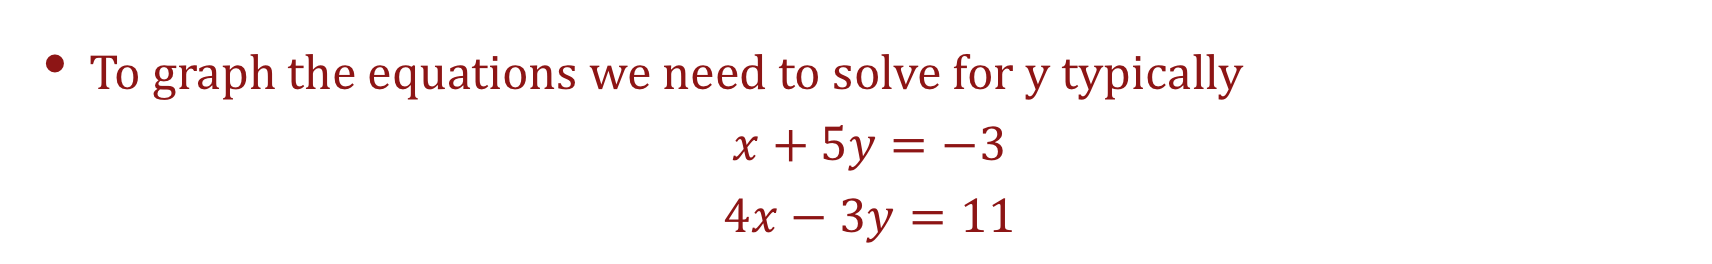 • To graph the equations we need to solve for y typically
x + 5y = −3
4x − 3y = 11